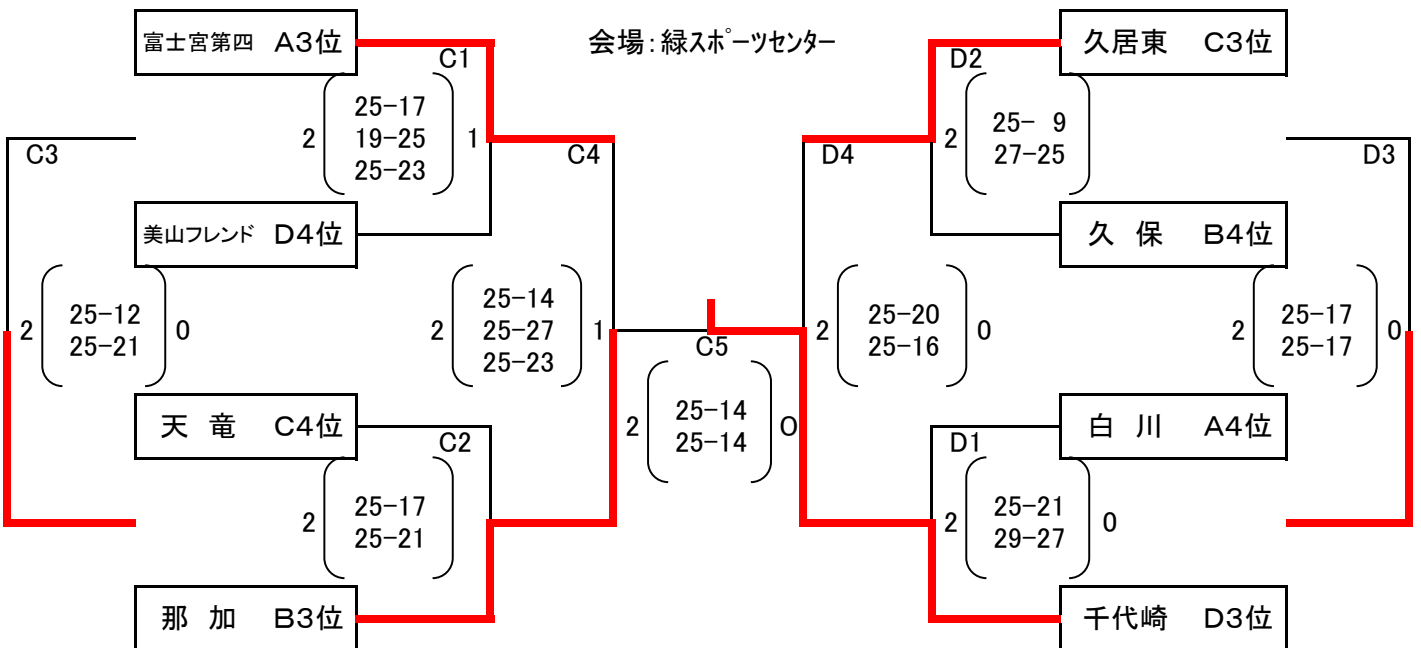 富士宮第四 A3位
会場:緑スポーツセンター
久居東 C3位
C1
D2
2
25-17
19-25
25-23
1
2
25- 9
27-25
C3
C4
D4
D3
美山フレンド D4位
久 保 B4位
2
25-12
25-21
0
2
25-14
25-27
25-23
1
C5
2
25-14
25-14
0
2
25-20
25-16
0
2
25-17
25-17
0
天 竜 C4位
白 川 A4位
C2
D1
2
25-17
25-21
2
25-21
29-27
0
那 加 B3位
千代崎 D3位